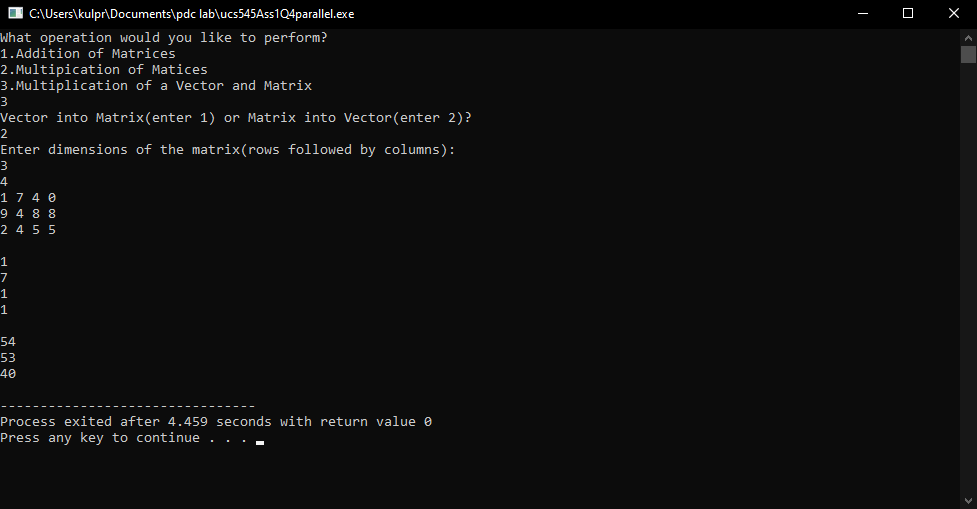 C:\Users\kulpr\Documents\pdc lab\ucs545Ass1Q4parallel.exe
What operation would you like to perform?
1.Addition of Matrices
2.Multipication of Matices
3.Multiplication of a Vector and Matrix
3
Vector into Matrix(enter 1) or Matrix into Vector(enter 2)?
2
Enter dimensions of the matrix(rows followed by columns):
3
4
1 7 4 0
9 4 8 8
2 4 5 5
1
7
1
1
54
53
40
--------------------------------
Process exited after 4.459 seconds with return value 0
Press any key to continue . . .